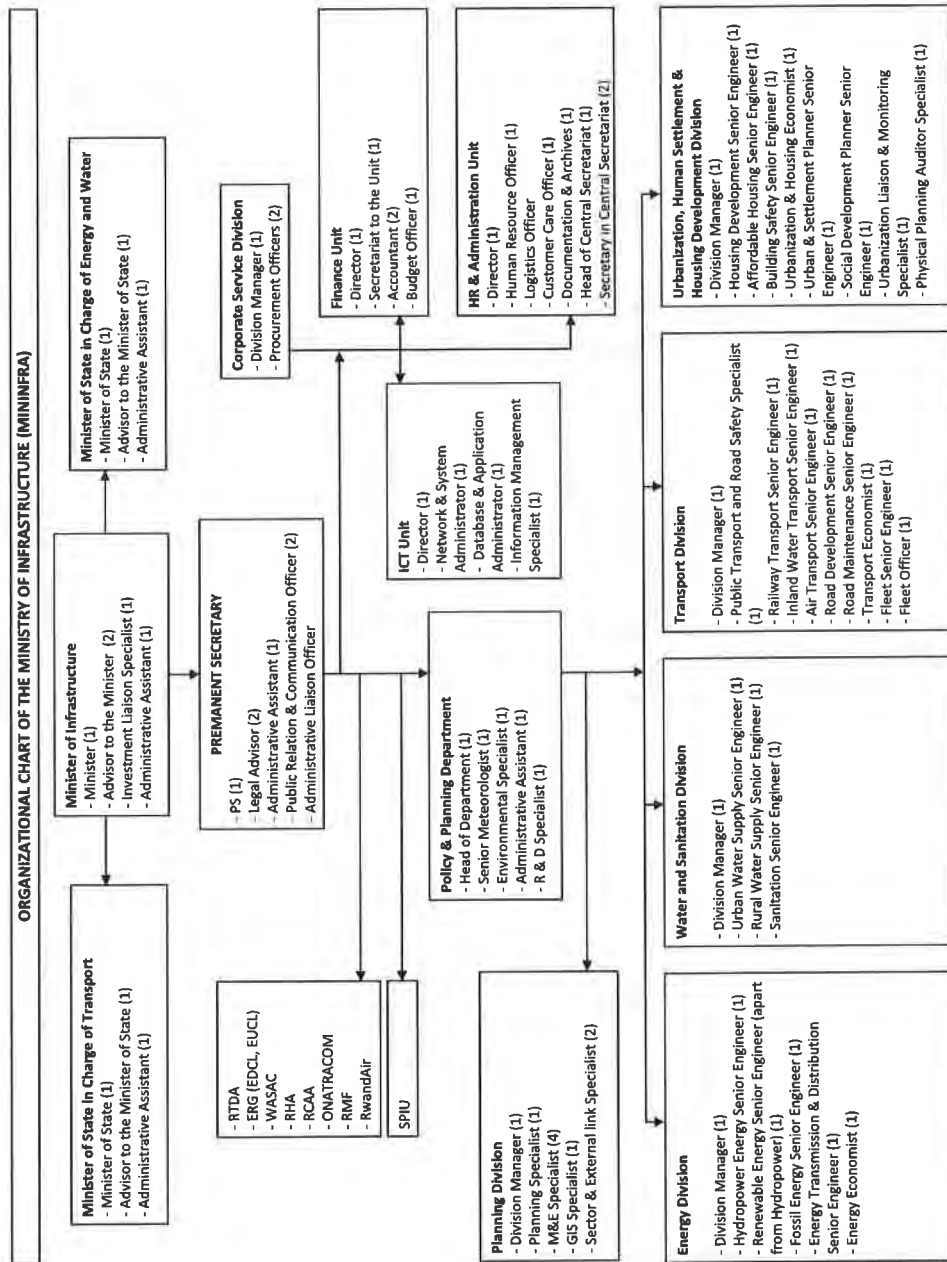 ORGANIZATIONAL CHART OF THE MINISTRY OF INFRASTRUCTURE (MININFRA)
Minister of State In Charge of Transport
- Minister of State (1)
- Advisor to the Minister of State (1)
- Administrative Assistant (1)
Minister of Infrastructure
- Minister (1)
- Advisor to the Minister (2)
- Investment Liaison Specialist (1)
- Administrative Assistant (1)
Minister of State in Charge of Energy and Water
- Minister of State (1)
- Advisor to the Minister of State (1)
- Administrative Assistant (1)
PREMANENT SECRETARY
- PS (1)
- Legal Advisor (2)
- Administrative Assistant (1)
- Public Relation & Communication Officer (2)
- Administrative Liaison Officer
Corporate Service Division
- Division Manager (1)
- Procurement Officers (2)
- RTDA
- ERG (EDCL, EUCL)
- WASAC
- RHA
- RCAA
- ONATRACOM
- RMF
- RwandAir
SPIU
Finance Unit
- Director (1)
- Secretariat to the Unit (1)
- Accountant (2)
- Budget Officer (1)
ICT Unit
- Director (1)
- Network & System
Administrator (1)
- Database & Application
Administrator (1)
- Information Management
Specialist (1)
HR & Administration Unit
- Director (1)
- Human Resource Officer (1)
- Logistics Officer
- Customer Care Officer (1)
- Documentation & Archives (1)
- Head of Central Secretariat (1)
- Secretary in Central Secretariat (2)
Policy & Planning Department
- Head of Department (1)
- Senior Meteorologist (1)
- Environmental Specialist (1)
- Administrative Assistant (1)
- R & D Specialist (1)
Planning Division
- Division Manager (1)
- Planning Specialist (1)
- M&E Specialist (4)
- GIS Specialist (1)
- Sector & External link Specialist (2)
Energy Division
- Division Manager (1)
- Hydropower Energy Senior Engineer (1)
- Renewable Energy Senior Engineer (apart
from Hydropower) (1)
- Fossil Energy Senior Engineer (1)
- Energy Transmission & Distribution
Senior Engineer (1)
- Energy Economist (1)
Water and Sanitation Division
- Division Manager (1)
- Urban Water Supply Senior Engineer (1)
- Rural Water Supply Senior Engineer (1)
- Sanitation Senior Engineer (1)
Transport Division
- Division Manager (1)
- Public Transport and Road Safety Specialist
(1)
- Railway Transport Senior Engineer (1)
- Inland Water Transport Senior Engineer (1)
- Air Transport Senior Engineer (1)
- Road Development Senior Engineer (1)
- Road Maintenance Senior Engineer (1)
- Transport Economist (1)
- Fleet Senior Engineer (1)
- Fleet Officer (1)
Urbanization, Human Settlement &
Housing Development Division
- Division Manager (1)
- Housing Development Senior Engineer (1)
- Affordable Housing Senior Engineer (1)
- Building Safety Senior Engineer (1)
- Urbanization & Housing Economist (1)
- Urban & Settlement Planner Senior
Engineer (1)
- Social Development Planner Senior
Engineer (1)
- Urbanization Liaison & Monitoring
Specialist (1)
- Physical Planning Auditor Specialist (1)